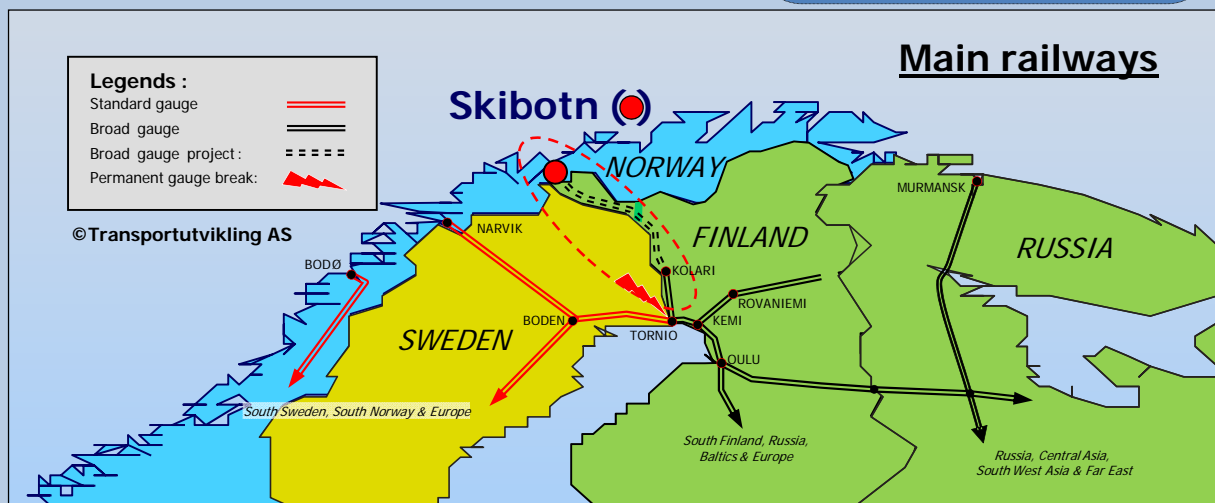 Main railways
Legends :
Standard gauge
Broad gauge
Broad gauge project:
Permanent gauge break:
©Transportutvikling AS
Skibotn ( )
NORWAY
MURMANSK
NARVIK
FINLAND
RUSSIA
BODØ
KOLARI
ROVANIEMI
BODEN
SWEDEN
TORNIO
KEMI
OULU
South Sweden, South Norway & Europe
South Finland, Russia,
Baltics & Europe
Russia, Central Asia,
South West Asia & Far East